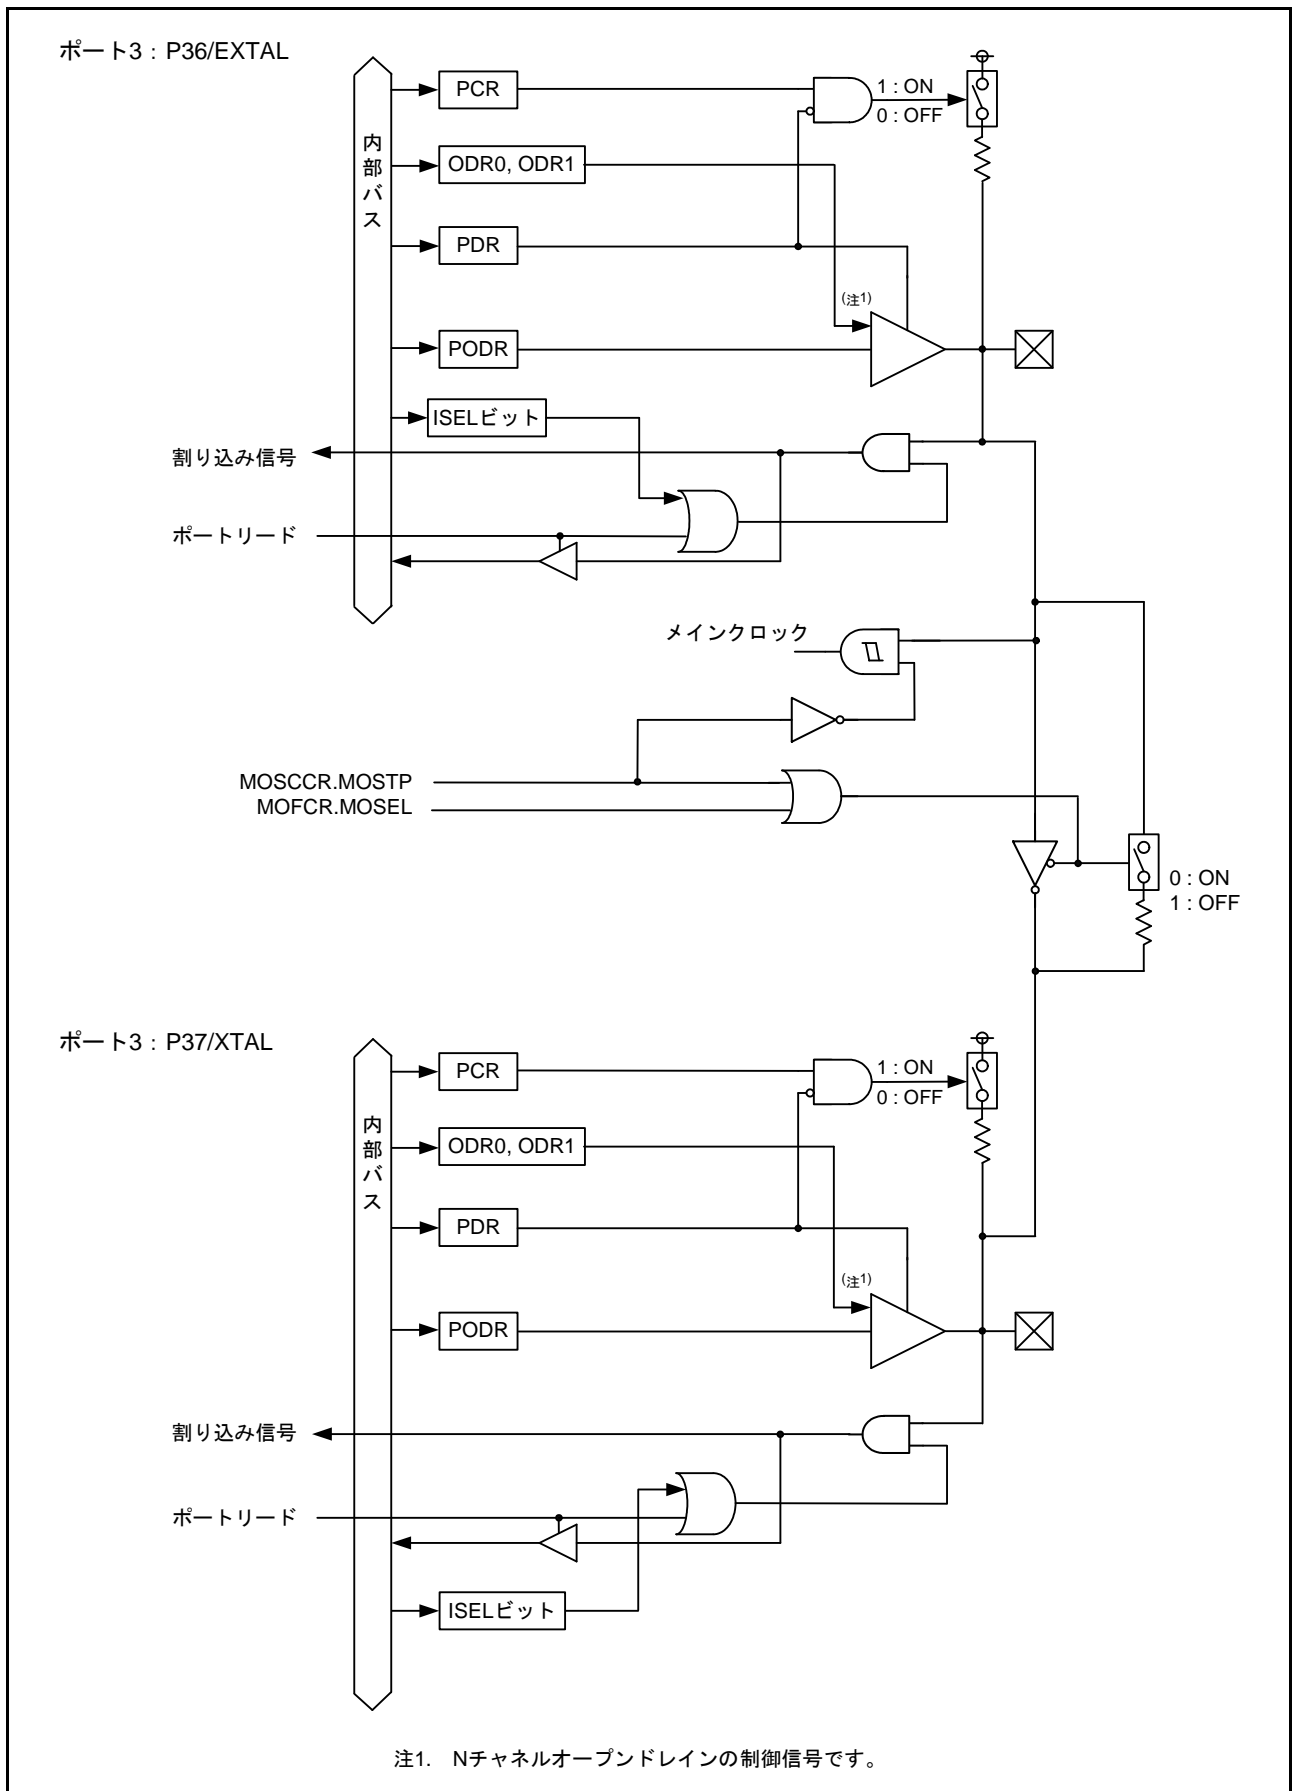 ポート3：P36/EXTAL
内部バス
PCR
1 : ON
0 : OFF
ODR0, ODR1
PDR
(注1)
PODR
ISELビット
割り込み信号
ポートリード
メインクロック
MOSCCR.MOSTP
MOFCR.MOSEL
0 : ON
1 : OFF
ポート3：P37/XTAL
内部バス
PCR
1 : ON
0 : OFF
ODR0, ODR1
PDR
(注1)
PODR
割り込み信号
ポートリード
ISELビット
注1. Nチャネルオープンドレインの制御信号です。